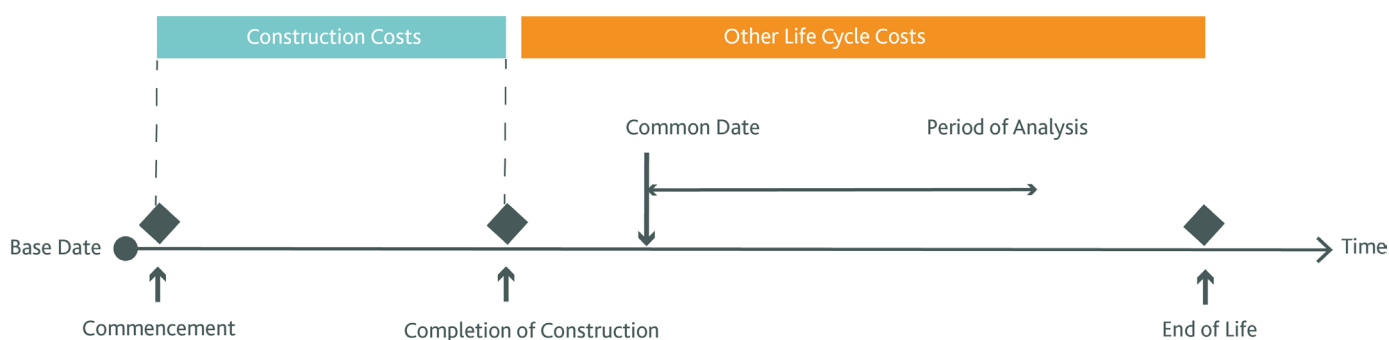 Construction Costs
Other Life Cycle Costs
Common Date
Period of Analysis
Base Date
Time
Commencement
Completion of Construction
End of Life